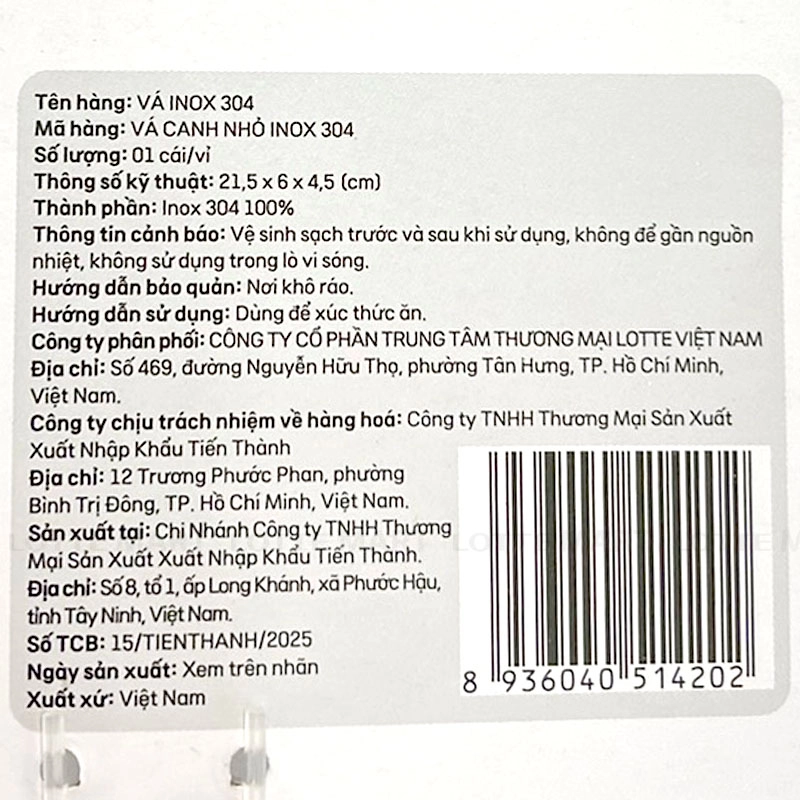 Tên hàng: VÁ INOX 304
Mã hàng: VÁ CANH NHỎ INOX 304
Số lượng: 01 cái/vỉ
Thông số kỹ thuật: 21,5 x 6 x 4,5 (cm)
Thành phần: Inox 304 100%
Thông tin cảnh báo: Vệ sinh sạch trước và sau khi sử dụng, không để gần nguồn
nhiệt, không sử dụng trong lò vi sóng.
Hướng dẫn bảo quản: Nơi khô ráo.
Hướng dẫn sử dụng: Dùng để xúc thức ăn.
Công ty phân phối: CÔNG TY CỔ PHẦN TRUNG TÂM THƯƠNG MẠI LOTTE VIỆT NAM
Địa chỉ: Số 469, đường Nguyễn Hữu Thọ, phường Tân Hưng, TP. Hồ Chí Minh,
Việt Nam.
Công ty chịu trách nhiệm về hàng hoá: Công ty TNHH Thương Mại Sản Xuất
Xuất Nhập Khẩu Tiến Thành
Địa chỉ: 12 Trương Phước Phan, phường
Bình Trị Đông, TP. Hồ Chí Minh, Việt Nam.
Sản xuất tại: Chi Nhánh Công ty TNHH Thương
Mại Sản Xuất Xuất Nhập Khẩu Tiến Thành.
Địa chỉ: Số 8, tổ 1, ấp Long Khánh, xã Phước Hậu,
tỉnh Tây Ninh, Việt Nam.
Số TCB: 15/TIENTHANH/2025
Ngày sản xuất: Xem trên nhãn
Xuất xứ: Việt Nam
8 936040 514202